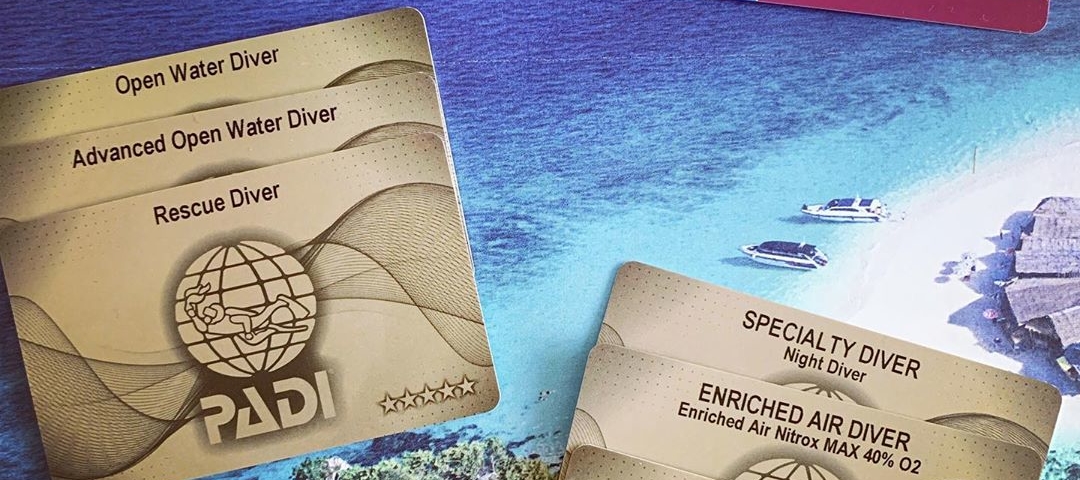 Open Water Diver
Advanced Open Water Diver
Rescue Diver
PADI
SPECIALTY DIVER
Night Diver
ENRICHED AIR DIVER
Enriched Air Nitrox MAX 40% O2